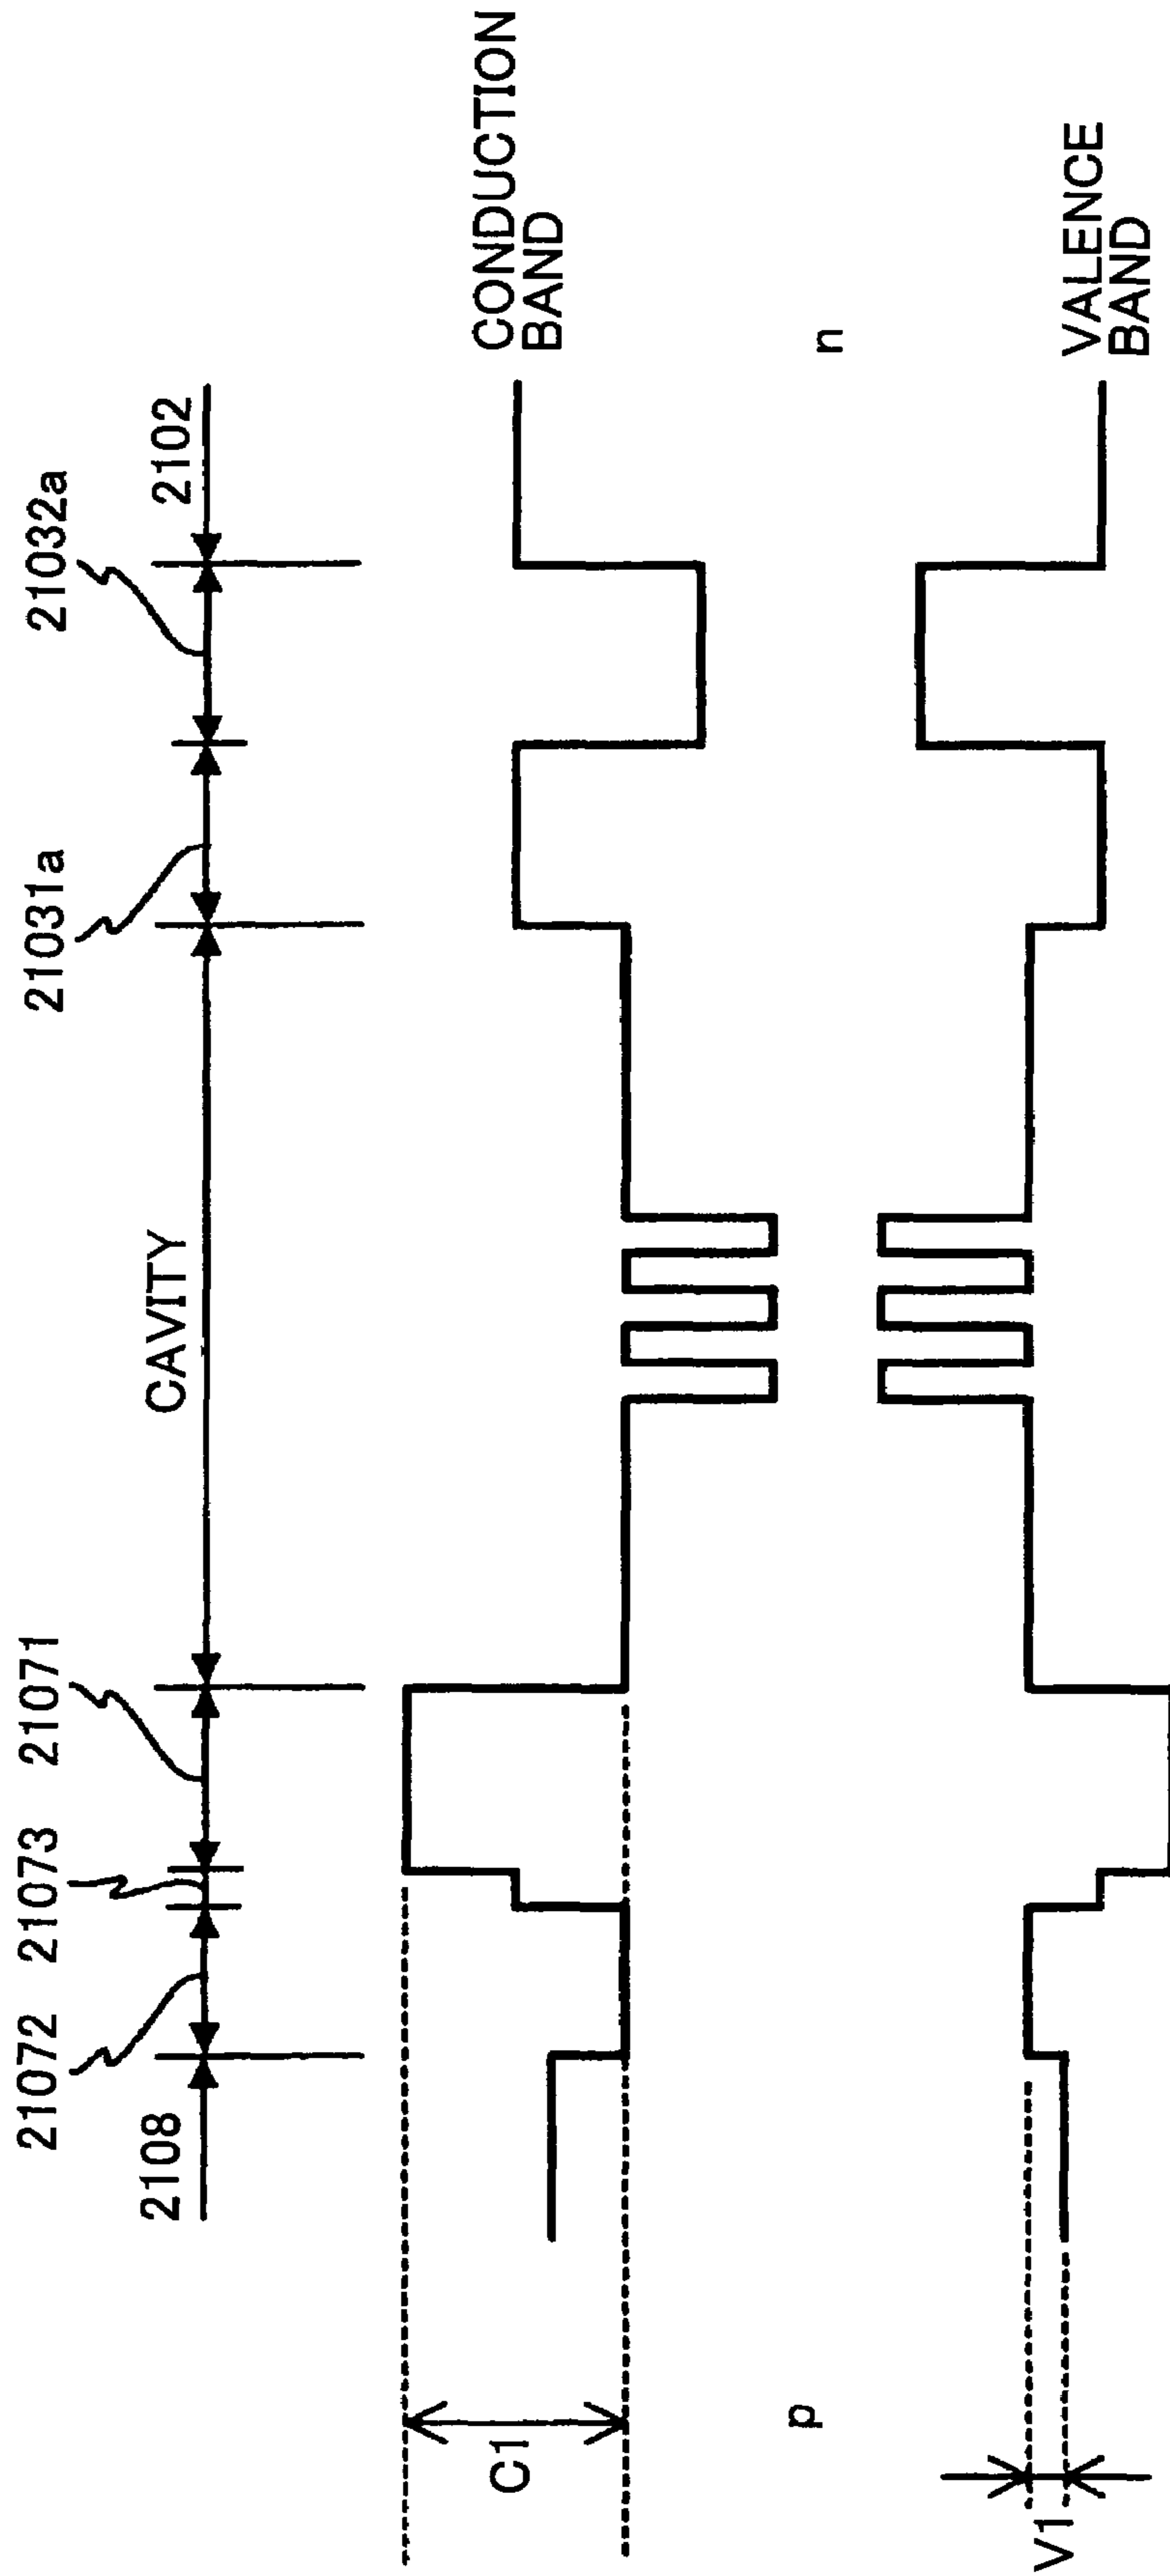 2108
21072
21073
21071
CAVITY
21031a
21032a
2102
CONDUCTION
BAND
C1
p
n
V1
VALENCE
BAND